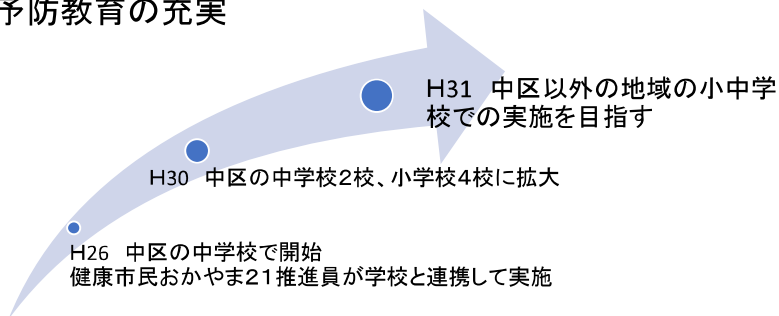 予防教育の充実
H31 中区以外の地域の小中学
校での実施を目指す
H30 中区の中学校2校、小学校4校に拡大
H26 中区の中学校で開始
健康市民おかやま21推進員が学校と連携して実施